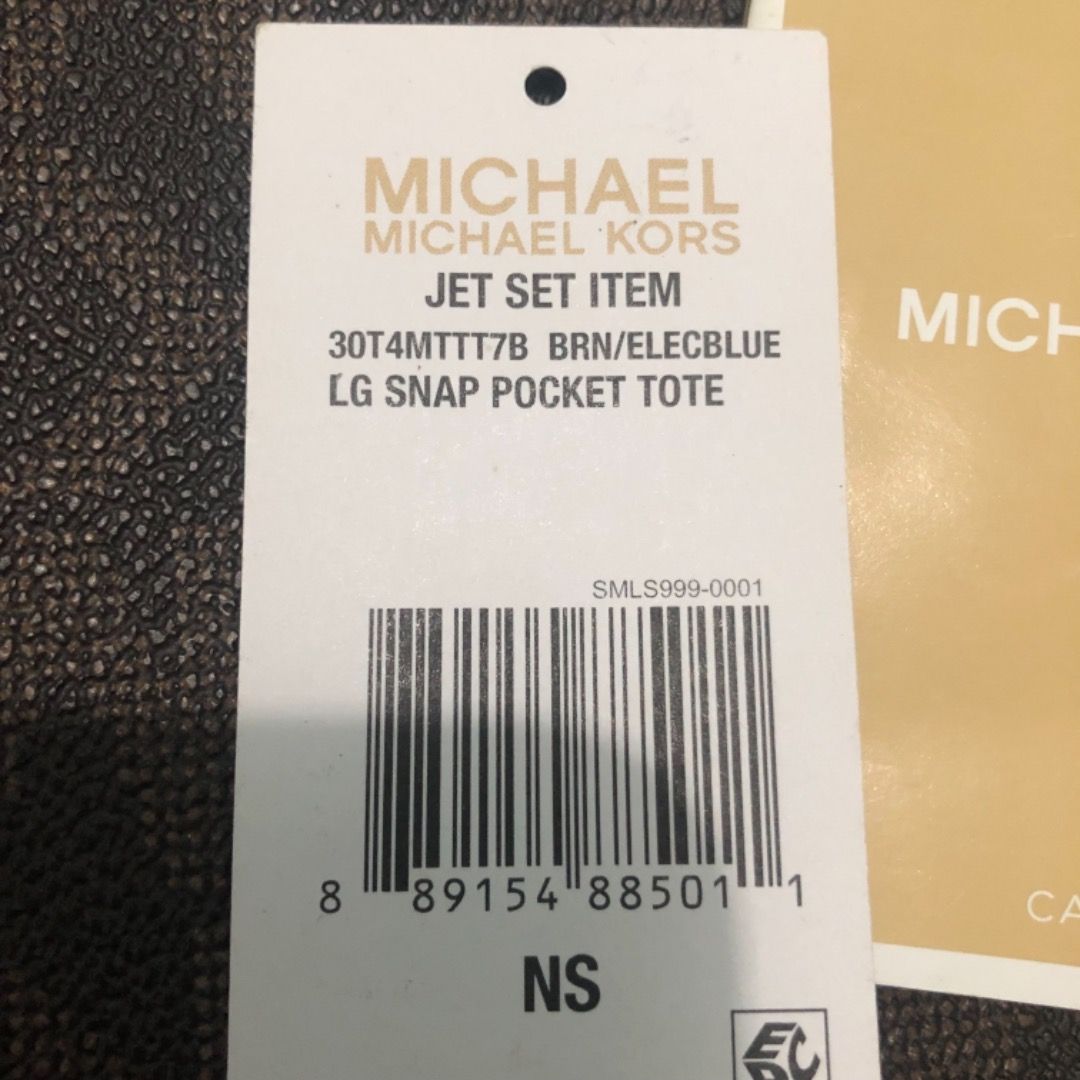 MICHAEL
MICHAEL KORS
JET SET ITEM
30T4MTTT7B BRN/ELECBLUE
LG SNAP POCKET TOTE
SMLS999-0001
8 89154 88501 1
NS
MICH
CA